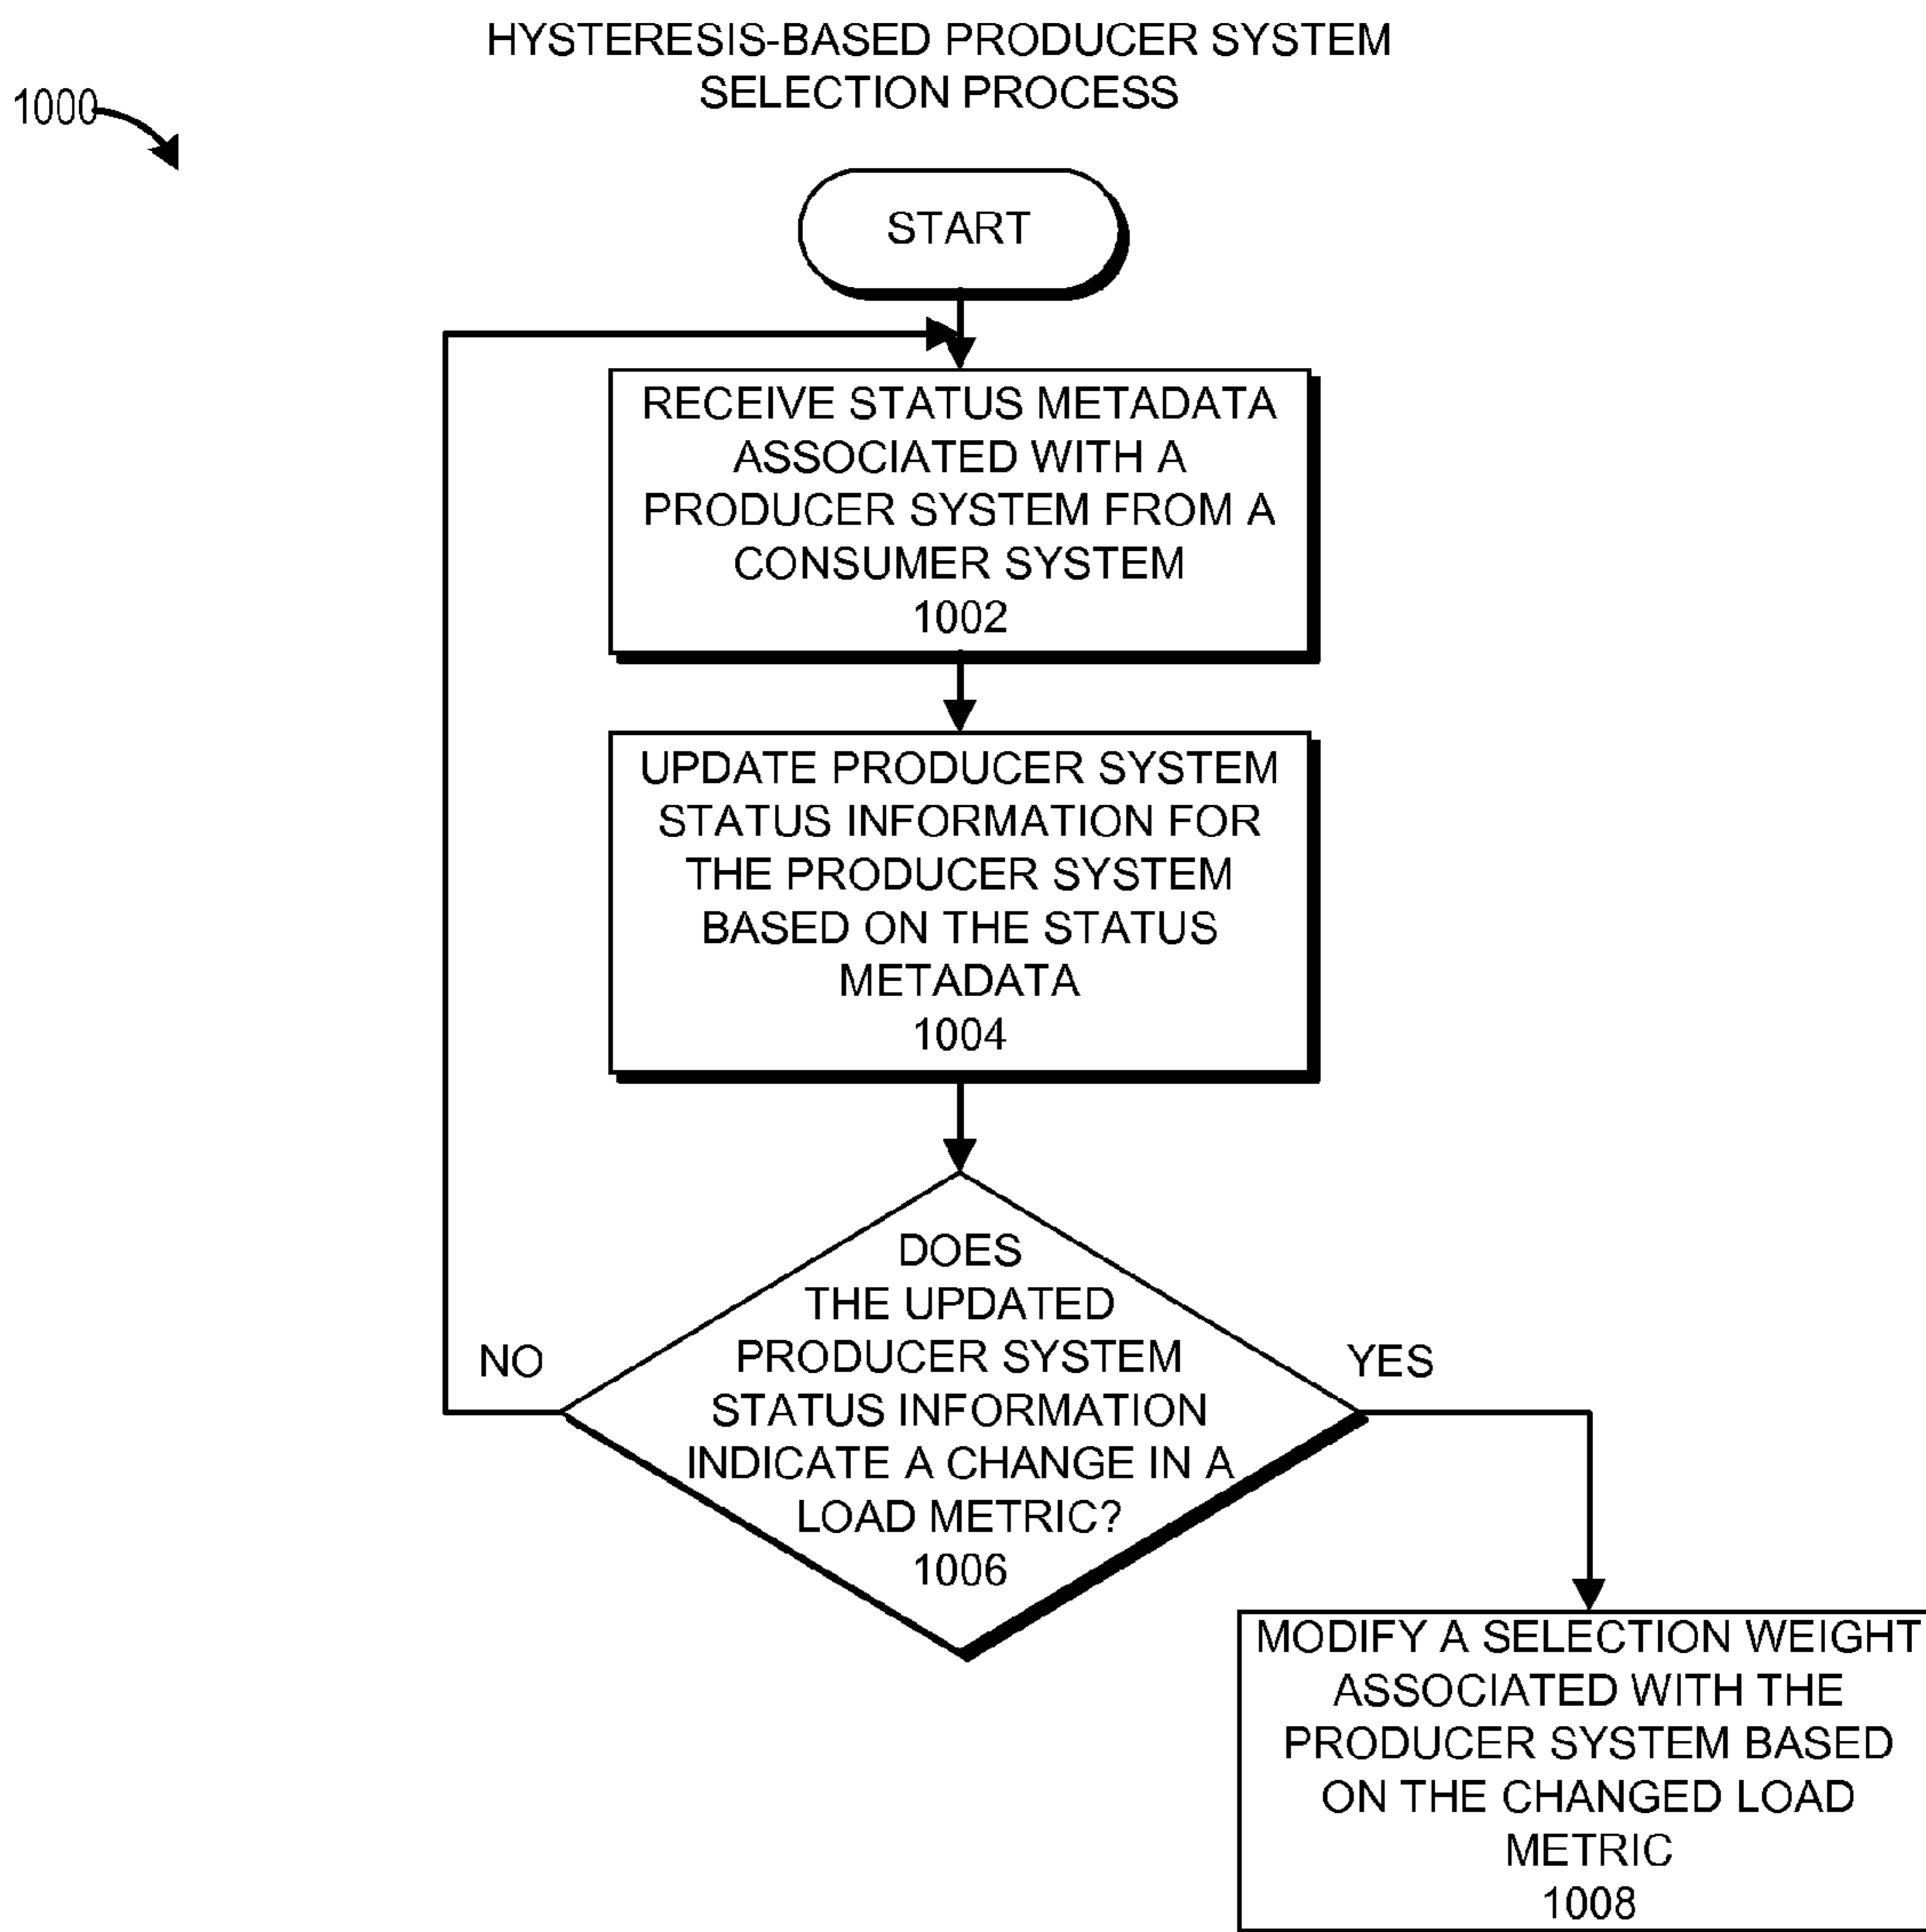 HYSTERESIS-BASED PRODUCER SYSTEM
SELECTION PROCESS
1000
START
RECEIVE STATUS METADATA
ASSOCIATED WITH A
PRODUCER SYSTEM FROM A
CONSUMER SYSTEM
1002
UPDATE PRODUCER SYSTEM
STATUS INFORMATION FOR
THE PRODUCER SYSTEM
BASED ON THE STATUS
METADATA
1004
DOES
THE UPDATED
PRODUCER SYSTEM
STATUS INFORMATION
INDICATE A CHANGE IN A
LOAD METRIC?
1006
NO
YES
MODIFY A SELECTION WEIGHT
ASSOCIATED WITH THE
PRODUCER SYSTEM BASED
ON THE CHANGED LOAD
METRIC
1008